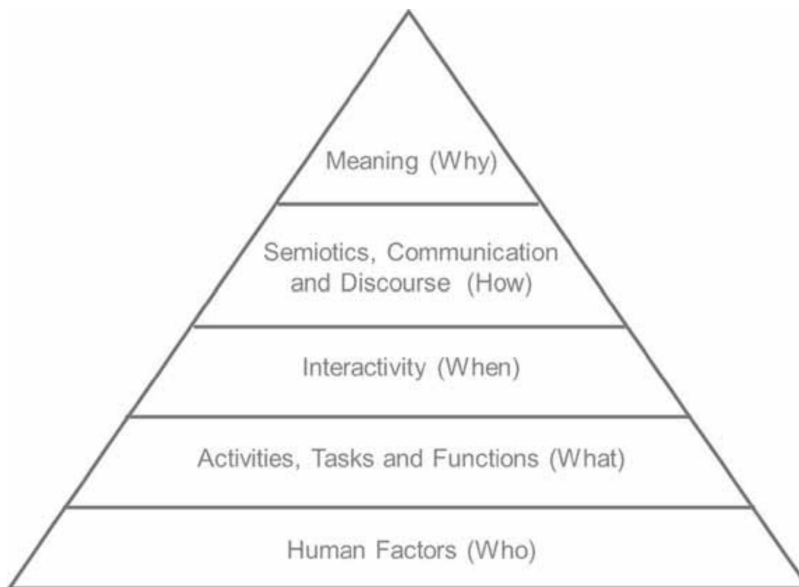 Meaning (Why)
Semiotics, Communication
and Discourse (How)
Interactivity (When)
Activities, Tasks and Functions (What)
Human Factors (Who)